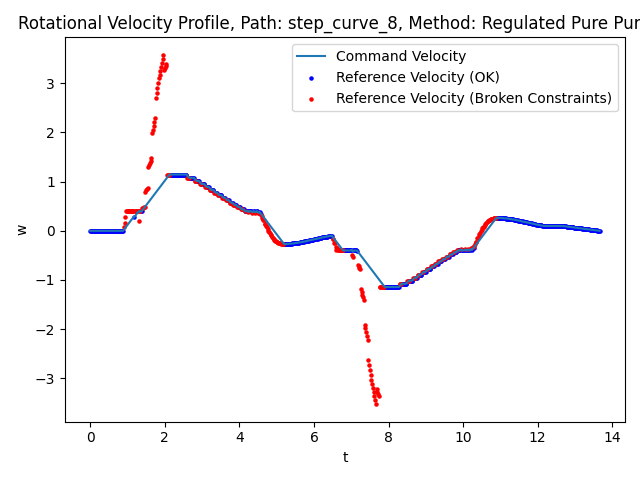 Rotational Velocity Profile, Path: step_curve_8, Method: Regulated Pure Pur
Command Velocity
Reference Velocity (OK)
Reference Velocity (Broken Constraints)
w
3
2
1
0
−1
−2
−3
0 2 4 6 8 10 12 14
t